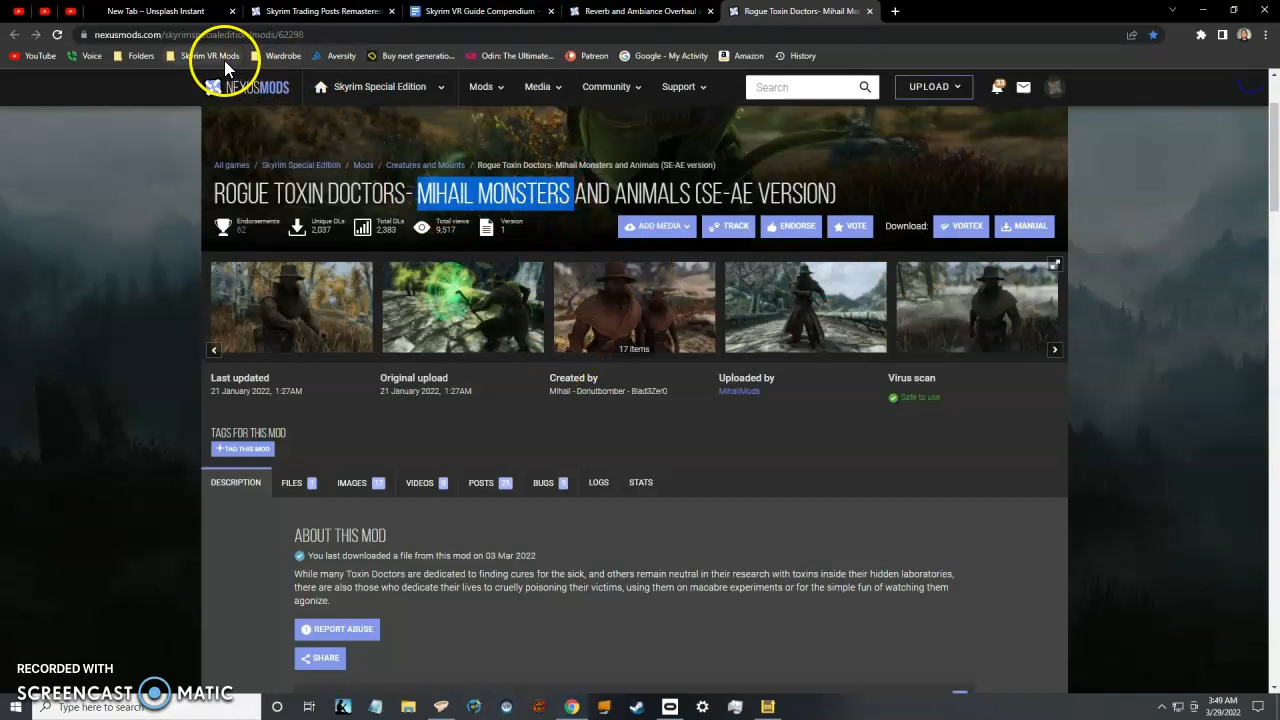 New Tab – Unsplash Instant
Skyrim Trading Posts Remastere
Skyrim VR Guide Compendium -
Reverb and Ambiance Overhaul
Rogue Toxin Doctors- Mihail Mo
nexusmods.com/skyrimspecialedition/mods/62298
YouTube Voice Folders Skyrim VR Mods Wardrobe Aversity Buy next generatio... Odin: The Ultimate... Patreon Google - My Activity Amazon History
NEXUSMODS Skyrim Special Edition Mods Media Community Support Search UPLOAD 33
All games / Skyrim Special Edition / Mods / Creatures and Mounts / Rogue Toxin Doctors- Mihail Monsters and Animals (SE-AE version)
ROGUE TOXIN DOCTORS- MIHAIL MONSTERS AND ANIMALS (SE-AE VERSION)
Endorsements
62
Unique DLs
2,037
Total DLs
2,383
Total views
9,517
Version
1
ADD MEDIA TRACK ENDORSE VOTE Download: VORTEX MANUAL
17 items
Last updated
21 January 2022, 1:27AM
Original upload
21 January 2022, 1:27AM
Created by
Mihail - Donutbomber - Blad3Zer0
Uploaded by
MihailMods
Virus scan
Safe to use
TAGS FOR THIS MOD
+ TAG THIS MOD
DESCRIPTION FILES 1 IMAGES 17 VIDEOS 0 POSTS BUGS LOGS STATS
ABOUT THIS MOD
You last downloaded a file from this mod on 03 Mar 2022
While many Toxin Doctors are dedicated to finding cures for the sick, and others remain neutral in their research with toxins inside their hidden laboratories,
there are also those who dedicate their lives to cruelly poisoning their victims, using them on macabre experiments or for the simple fun of watching them
agonize.
REPORT ABUSE
SHARE
RECORDED WITH
SCREENCAST MATIC
Type here to search
3:49 AM
3/29/2022